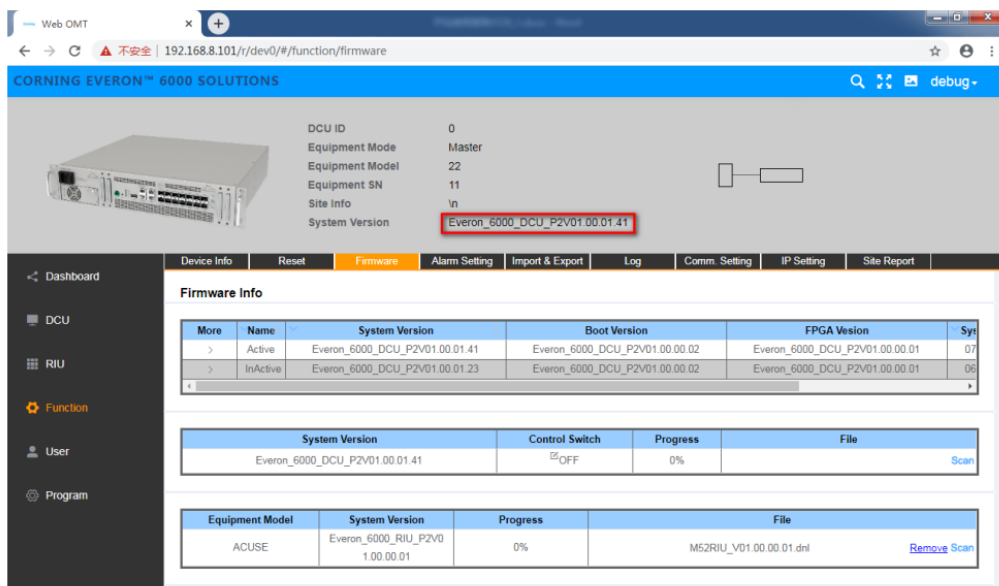 Web OMT
不安全 | 192.168.8.101/r/dev0/#/function/firmware
CORNING EVERON™ 6000 SOLUTIONS
debug
DCU ID 0
Equipment Mode Master
Equipment Model 22
Equipment SN 11
Site Info \n
System Version Everon_6000_DCU_P2V01.00.01.41
Dashboard
DCU
RIU
Function
User
Program
Device Info Reset Firmware Alarm Setting Import & Export Log Comm. Setting IP Setting Site Report
Firmware Info
More Name System Version Boot Version FPGA Vesion Sys
> Active Everon_6000_DCU_P2V01.00.01.41 Everon_6000_DCU_P2V01.00.00.02 Everon_6000_DCU_P2V01.00.00.01 07
> InActive Everon_6000_DCU_P2V01.00.01.23 Everon_6000_DCU_P2V01.00.00.02 Everon_6000_DCU_P2V01.00.00.01 06
System Version Control Switch Progress File
Everon_6000_DCU_P2V01.00.01.41 OFF 0% Scan
Equipment Model System Version Progress File
ACUSE Everon_6000_RIU_P2V0
1.00.00.01 0% M52RIU_V01.00.00.01.dnl Remove Scan